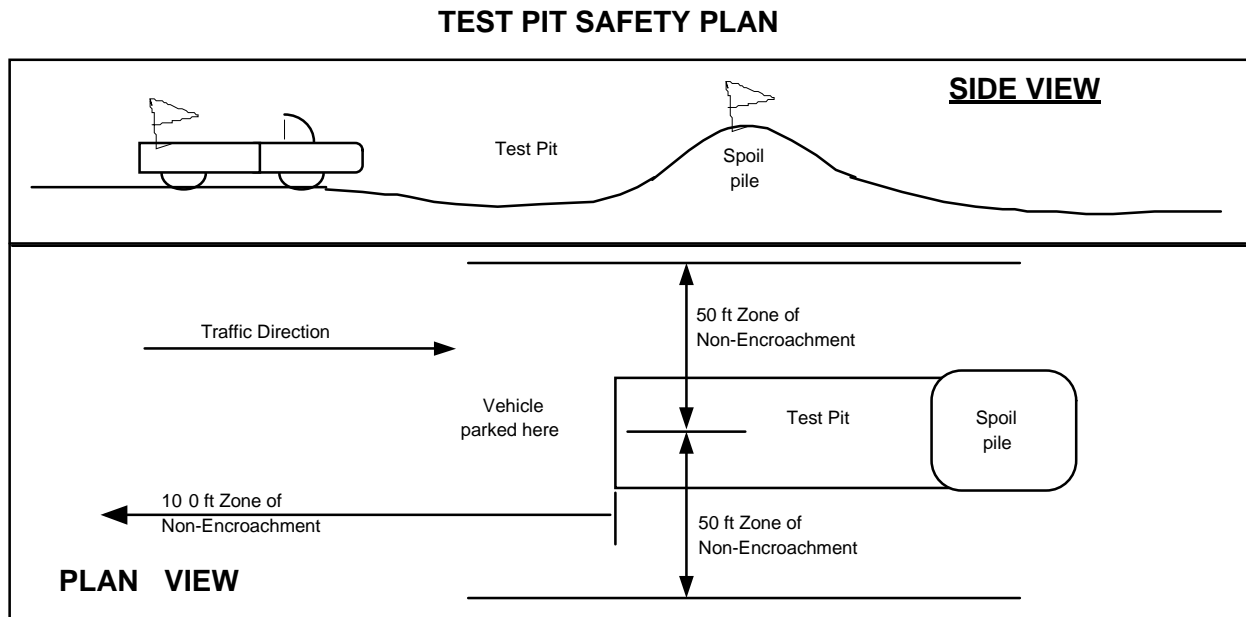 TEST PIT SAFETY PLAN
SIDE VIEW
Test Pit
Spoil
pile
50 ft Zone of
Non-Encroachment
Traffic Direction
Vehicle
parked here
Test Pit
Spoil
pile
10 0 ft Zone of
Non-Encroachment
50 ft Zone of
Non-Encroachment
PLAN VIEW